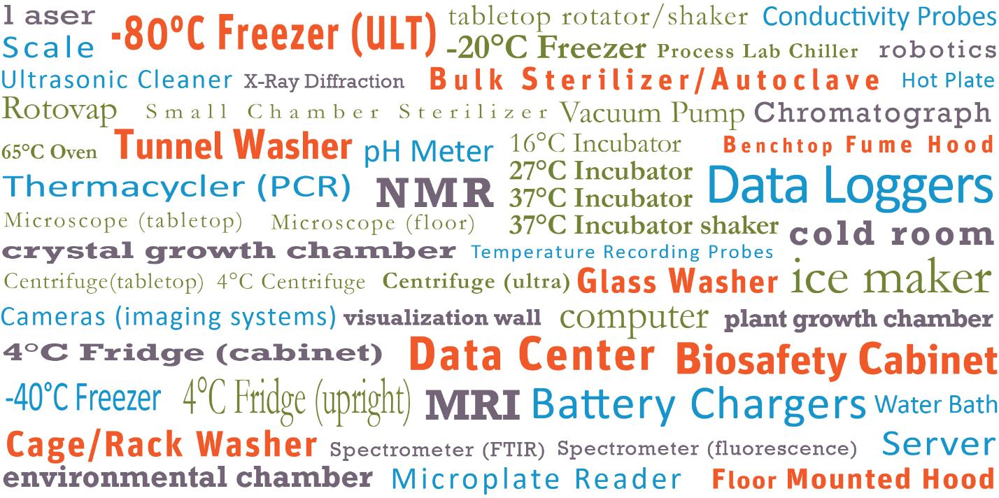 laser -80°C Freezer (ULT) tabletop rotator/shaker Conductivity Probes
Scale -20°C Freezer Process Lab Chiller robotics
Ultrasonic Cleaner X-Ray Diffraction Bulk Sterilizer/Autoclave Hot Plate
Rotovap Small Chamber Sterilizer Vacuum Pump Chromatograph
65°C Oven Tunnel Washer pH Meter 16°C Incubator Benchtop Fume Hood
27°C Incubator
Thermacycler (PCR) NMR 37°C Incubator Data Loggers
Microscope (tabletop) Microscope (floor) 37°C Incubator shaker cold room
crystal growth chamber Temperature Recording Probes
Centrifuge(tabletop) 4°C Centrifuge Centrifuge (ultra) Glass Washer ice maker
Cameras (imaging systems) visualization wall computer plant growth chamber
4°C Fridge (cabinet) Data Center Biosafety Cabinet
-40°C Freezer 4°C Fridge (upright) MRI Battery Chargers Water Bath
Cage/Rack Washer Spectrometer (FTIR) Spectrometer (fluorescence) Server
environmental chamber Microplate Reader Floor Mounted Hood